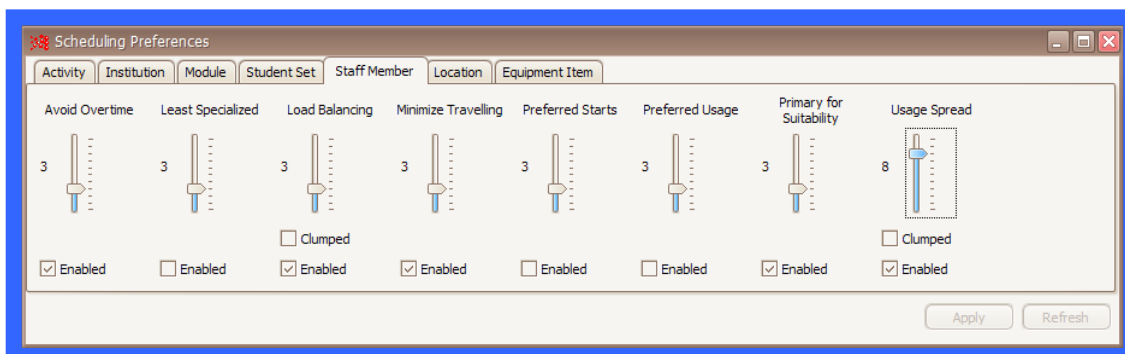 Scheduling Preferences
Activity Institution Module Student Set Staff Member Location Equipment Item
Avoid Overtime Least Specialized Load Balancing Minimize Travelling Preferred Starts Preferred Usage Primary for Suitability Usage Spread
3 3 3 3 3 3 3 8
Clumped Clumped
Enabled Enabled Enabled Enabled Enabled Enabled Enabled Enabled
Apply Refresh